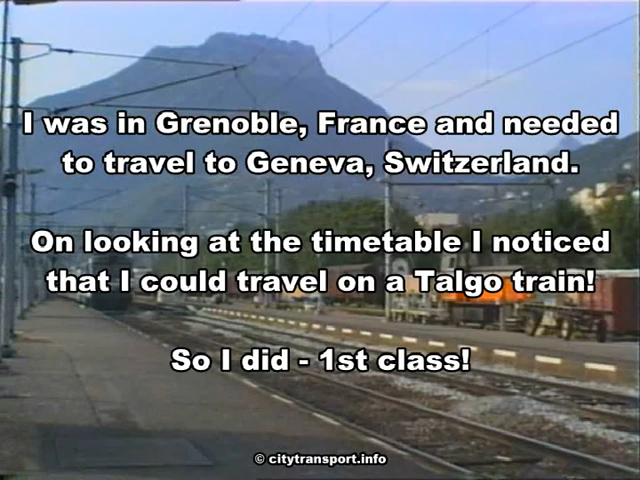 I was in Grenoble, France and needed
to travel to Geneva, Switzerland.
On looking at the timetable I noticed
that I could travel on a Talgo train!
So I did - 1st class!
© citytransport.info